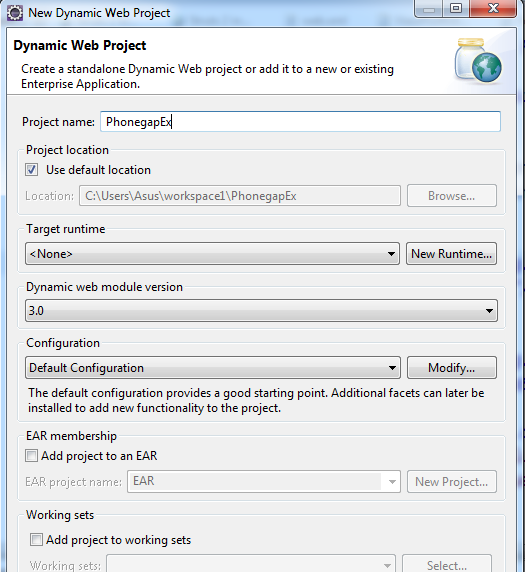 New Dynamic Web Project
Dynamic Web Project
Create a standalone Dynamic Web project or add it to a new or existing
Enterprise Application.
Project name: PhonegapEx
Project location
Use default location
Location: C:\Users\Asus\workspace1\PhonegapEx Browse...
Target runtime
<None> New Runtime...
Dynamic web module version
3.0
Configuration
Default Configuration Modify...
The default configuration provides a good starting point. Additional facets can later be
installed to add new functionality to the project.
EAR membership
Add project to an EAR
EAR project name: EAR New Project...
Working sets
Add project to working sets
Working sets: Select...